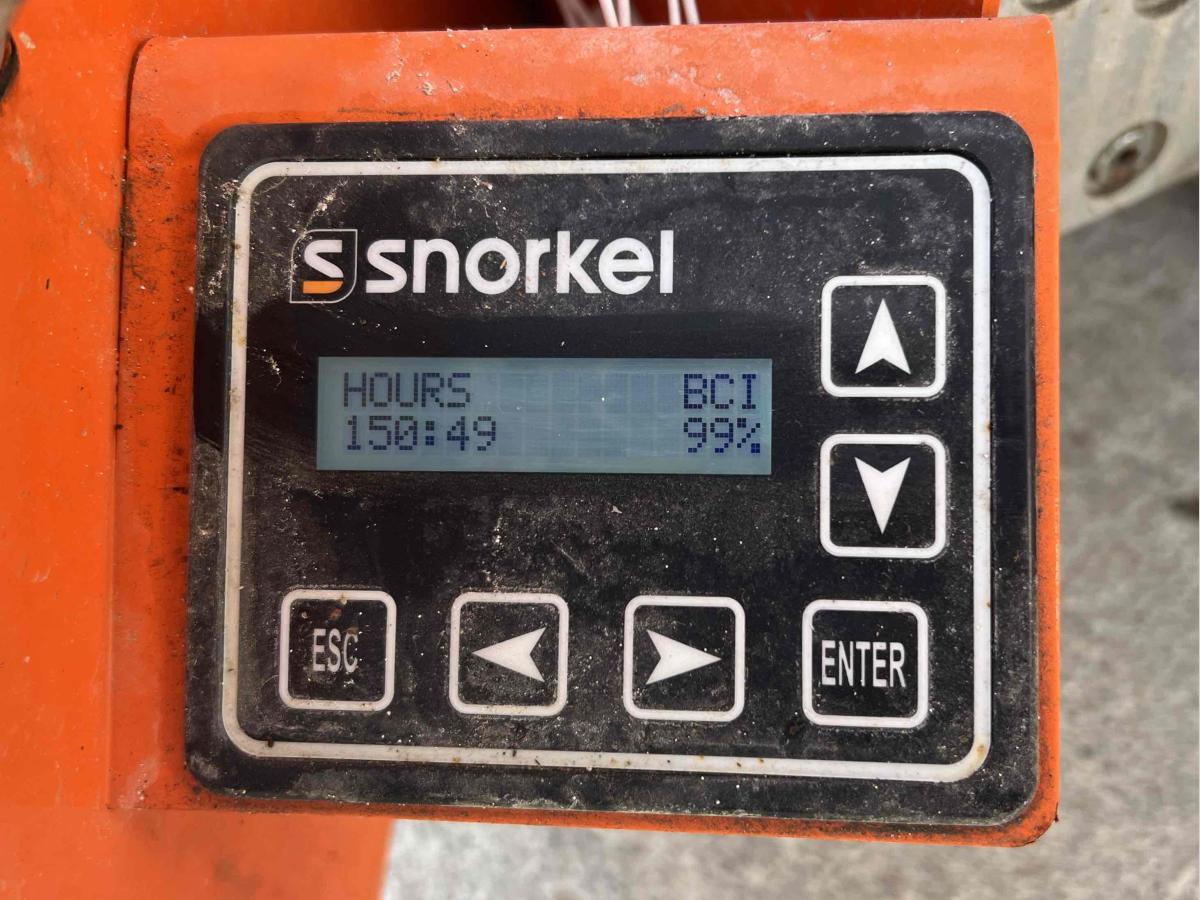 S snorkel
HOURS BCI
150:49 99%
ESC ENTER